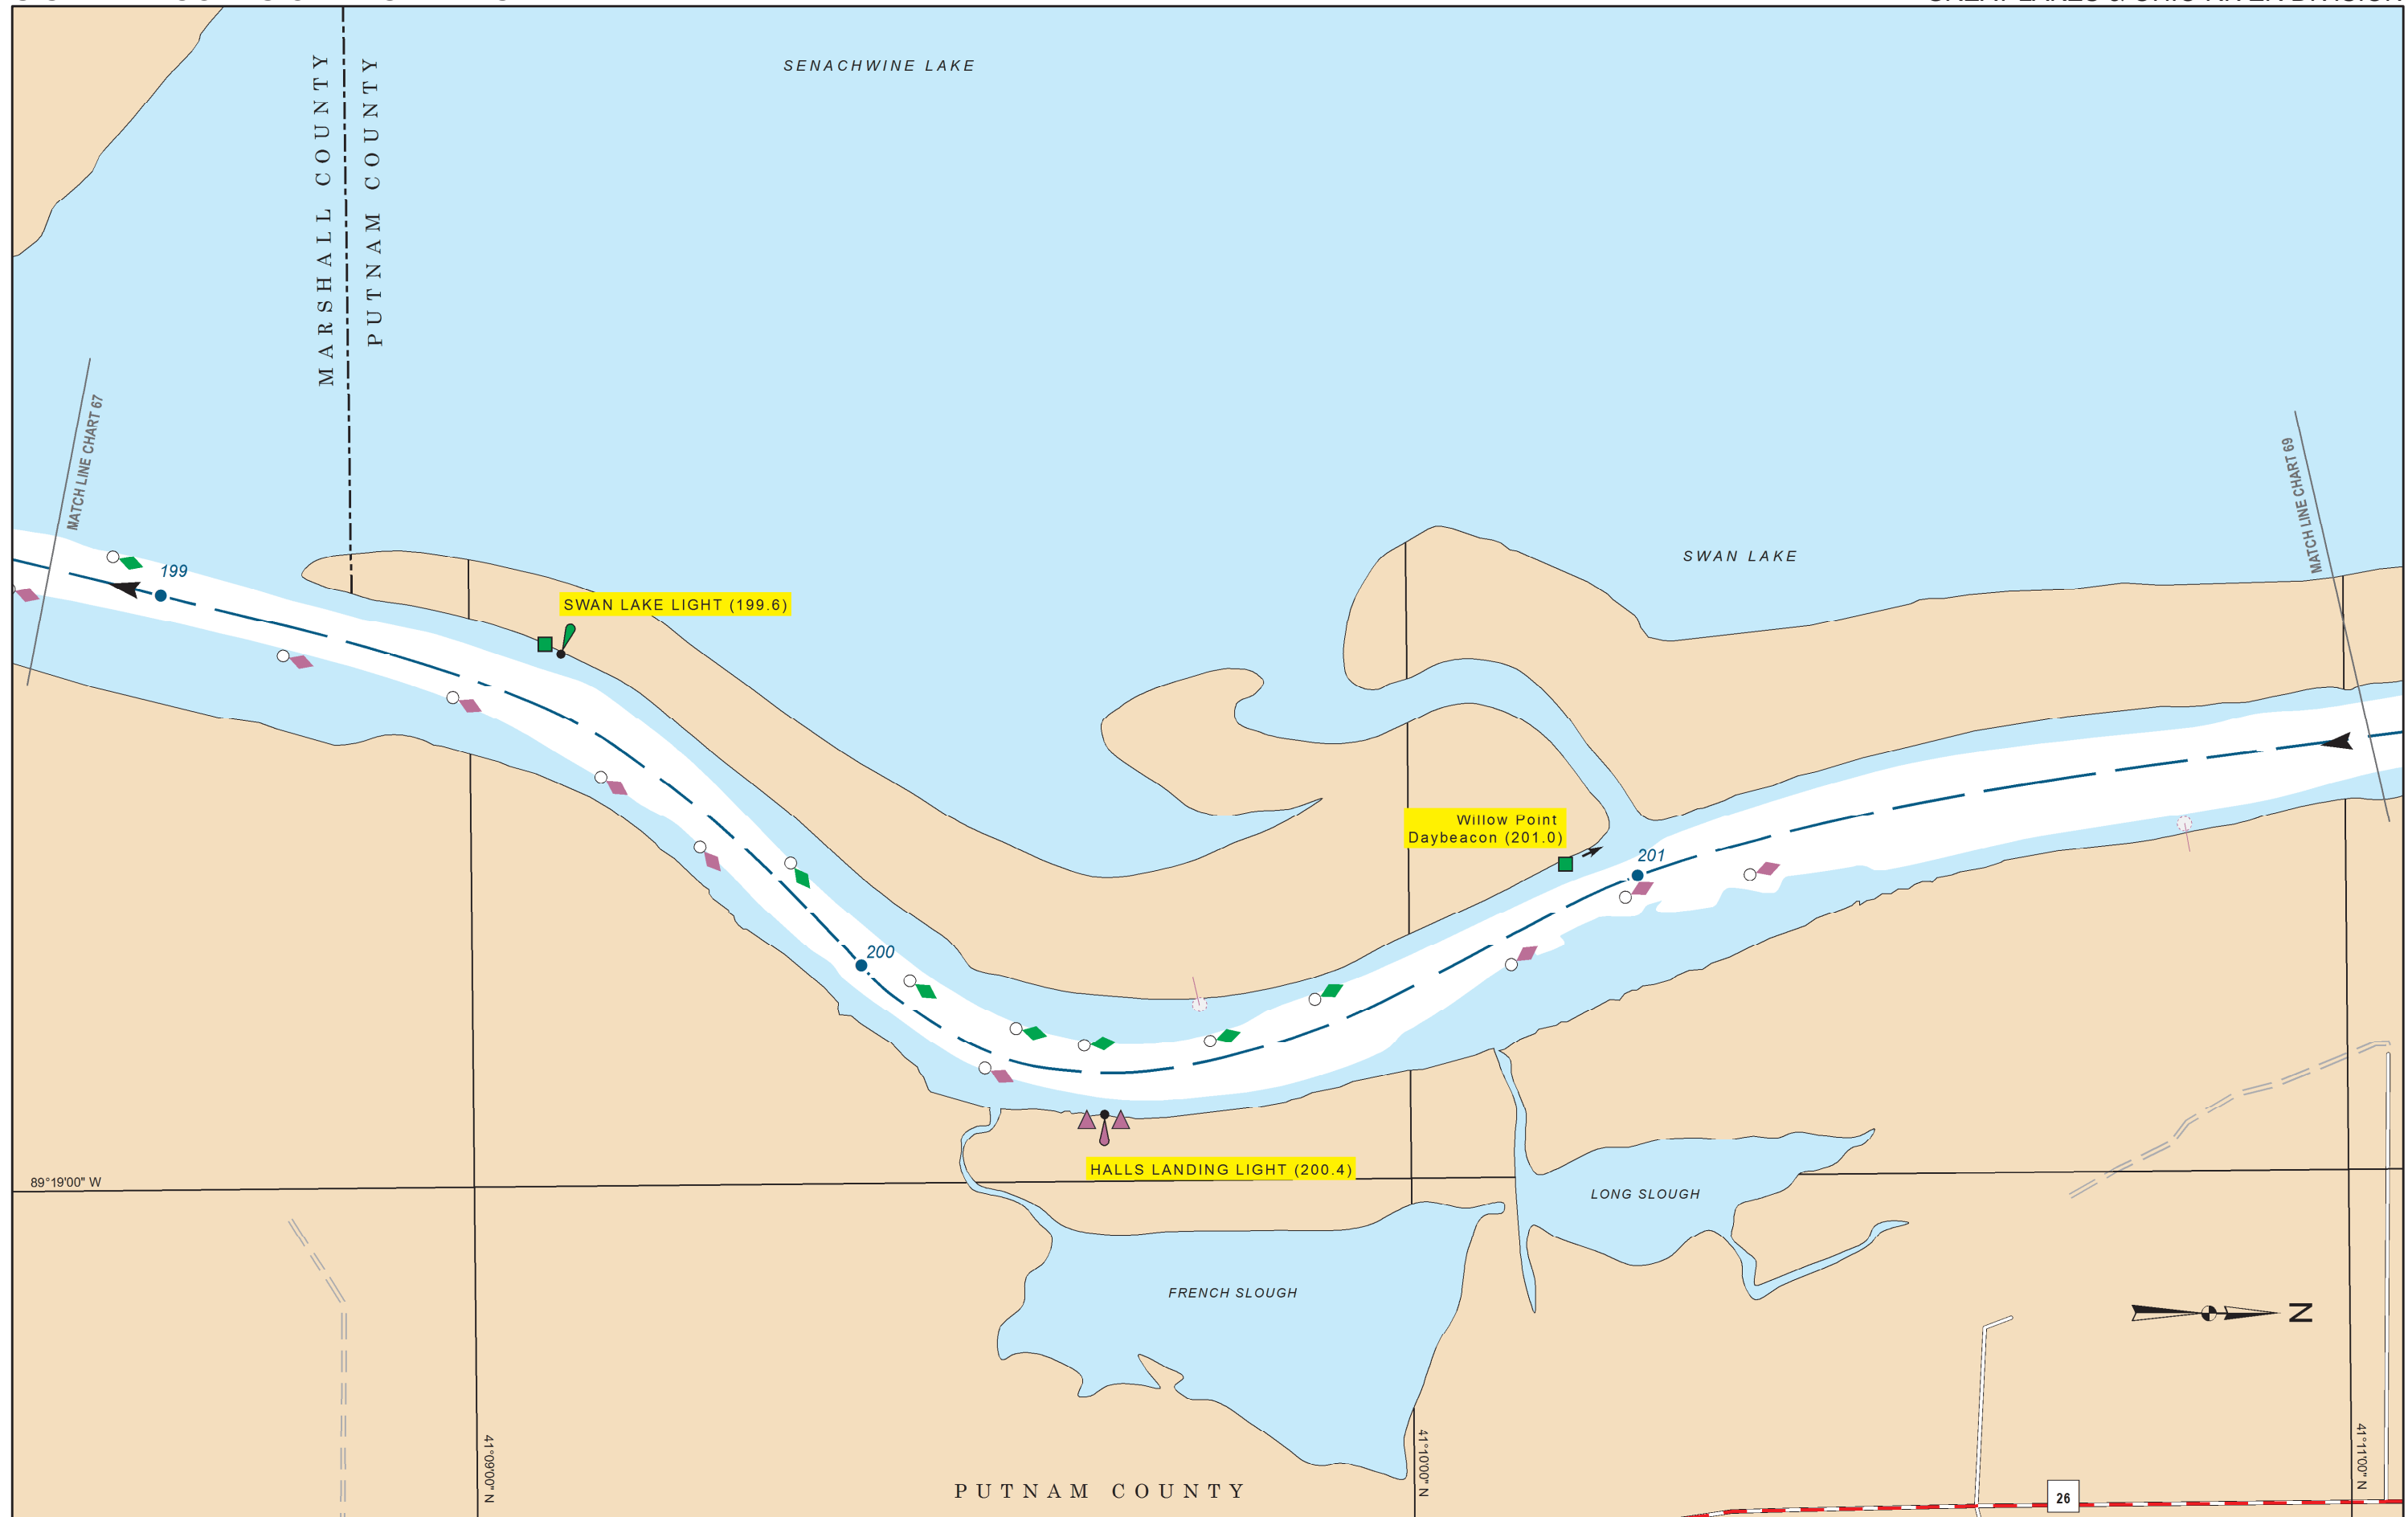 SENACHWINE LAKE
MARSHALL COUNTY
PUTNAM COUNTY
MATCH LINE CHART 67
MATCH LINE CHART 69
SWAN LAKE
199
SWAN LAKE LIGHT (199.6)
Willow Point
Daybeacon (201.0)
201
200
HALLS LANDING LIGHT (200.4)
89°19'00" W
LONG SLOUGH
FRENCH SLOUGH
N
41°09'00" N
41°10'00" N
41°11'00" N
PUTNAM COUNTY
26